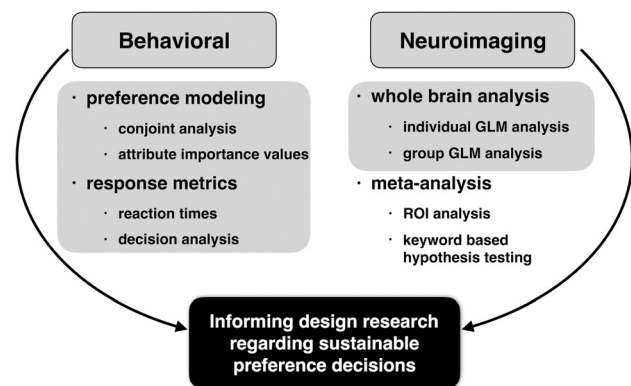 Behavioral
· preference modeling
· conjoint analysis
· attribute importance values
· response metrics
· reaction times
· decision analysis
Neuroimaging
· whole brain analysis
· individual GLM analysis
· group GLM analysis
· meta-analysis
· ROI analysis
· keyword based
hypothesis testing
Informing design research
regarding sustainable
preference decisions